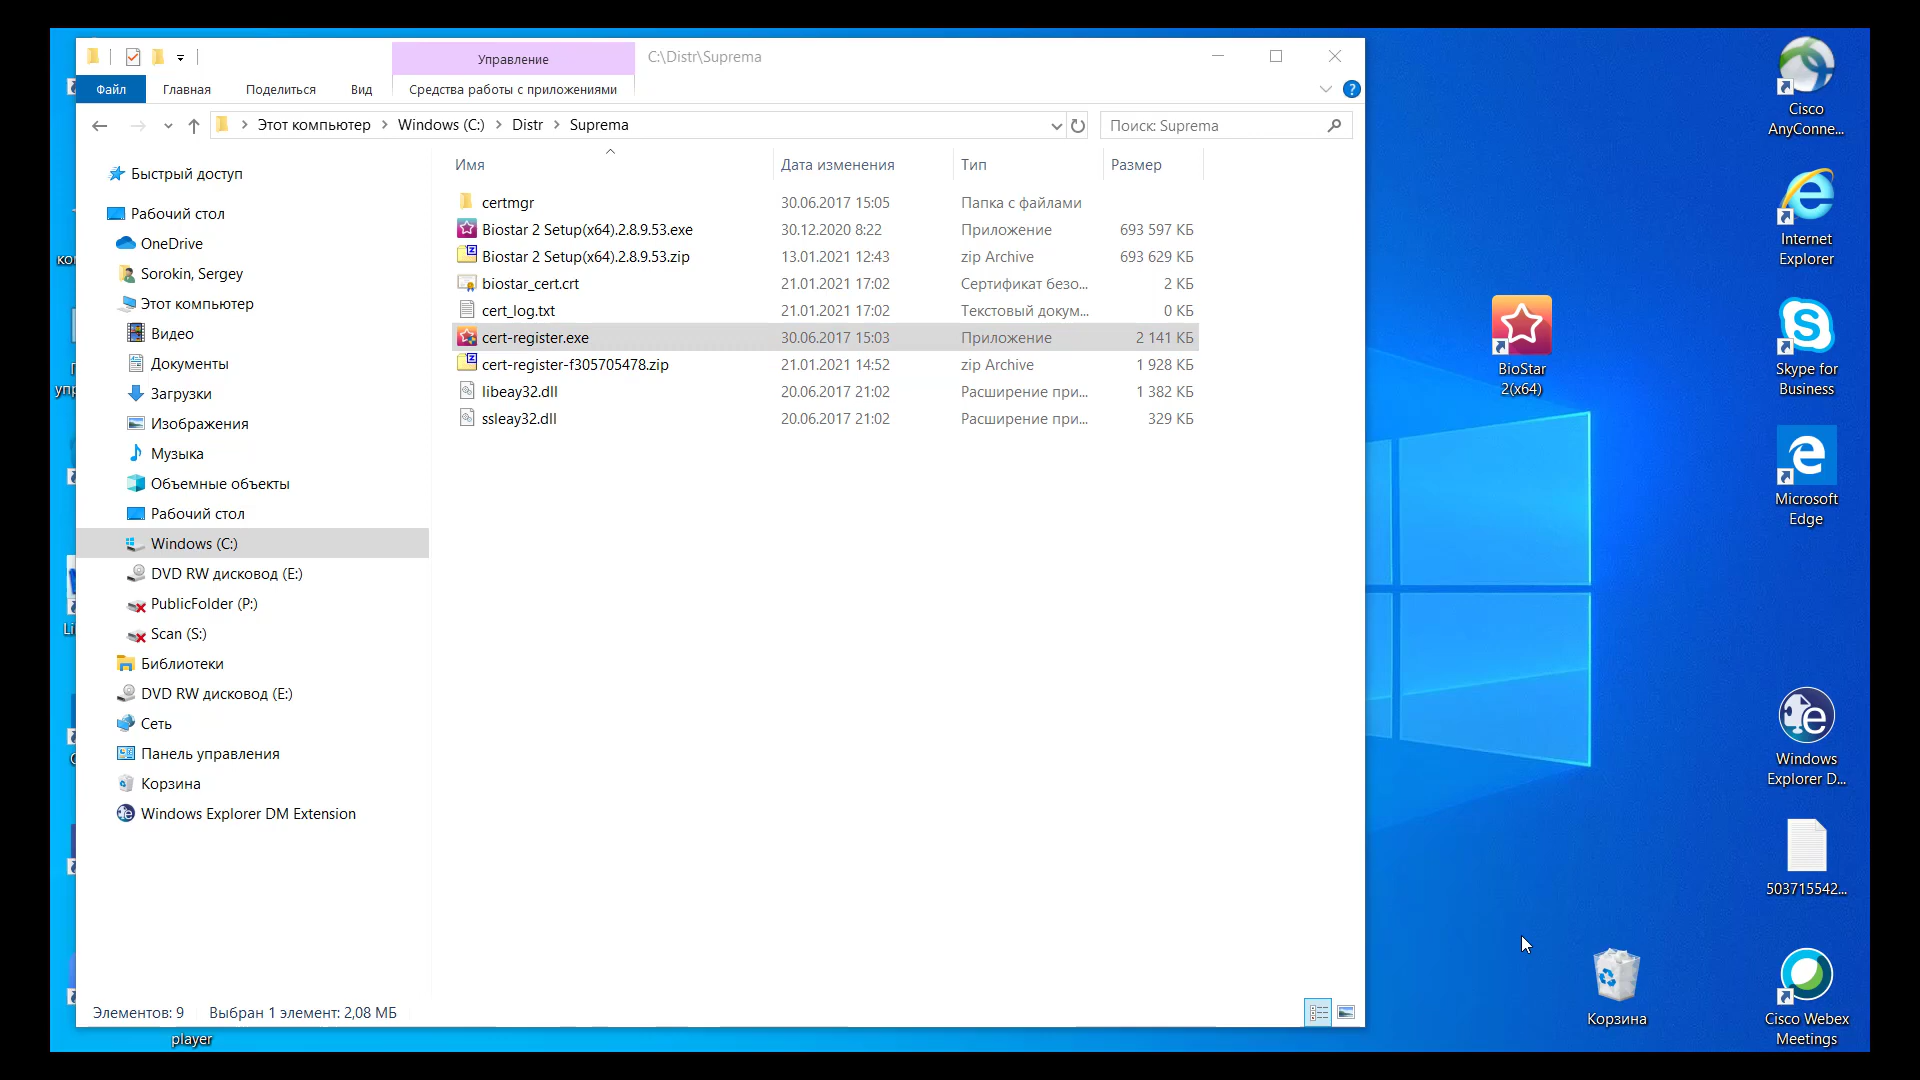 Управление
C:\Distr\Suprema
Файл
Главная
Поделиться
Вид
Средства работы с приложениями
?
Этот компьютер
Windows (C:)
Distr
Suprema
Поиск: Suprema
Имя
Дата изменения
Тип
Размер
certmgr 30.06.2017 15:05 Папка с файлами
Biostar 2 Setup(x64).2.8.9.53.exe 30.12.2020 8:22 Приложение 693 597 КБ
Biostar 2 Setup(x64).2.8.9.53.zip 13.01.2021 12:43 zip Archive 693 629 КБ
biostar_cert.crt 21.01.2021 17:02 Сертификат безо... 2 КБ
cert_log.txt 21.01.2021 17:02 Текстовый докум... 0 КБ
cert-register.exe 30.06.2017 15:03 Приложение 2 141 КБ
cert-register-f305705478.zip 21.01.2021 14:52 zip Archive 1 928 КБ
libeay32.dll 20.06.2017 21:02 Расширение при... 1 382 КБ
ssleay32.dll 20.06.2017 21:02 Расширение при... 329 КБ
Быстрый доступ
Рабочий стол
OneDrive
Sorokin, Sergey
Этот компьютер
Видео
Документы
Загрузки
Изображения
Музыка
Объемные объекты
Рабочий стол
Windows (C:)
DVD RW дисковод (E:)
PublicFolder (P:)
Scan (S:)
Библиотеки
DVD RW дисковод (E:)
Сеть
Панель управления
Корзина
Windows Explorer DM Extension
Элементов: 9
Выбран 1 элемент: 2,08 МБ
player
BioStar
2(x64)
Корзина
Cisco
AnyConne...
Internet
Explorer
Skype for
Business
Microsoft
Edge
Windows
Explorer D...
503715542...
Cisco Webex
Meetings